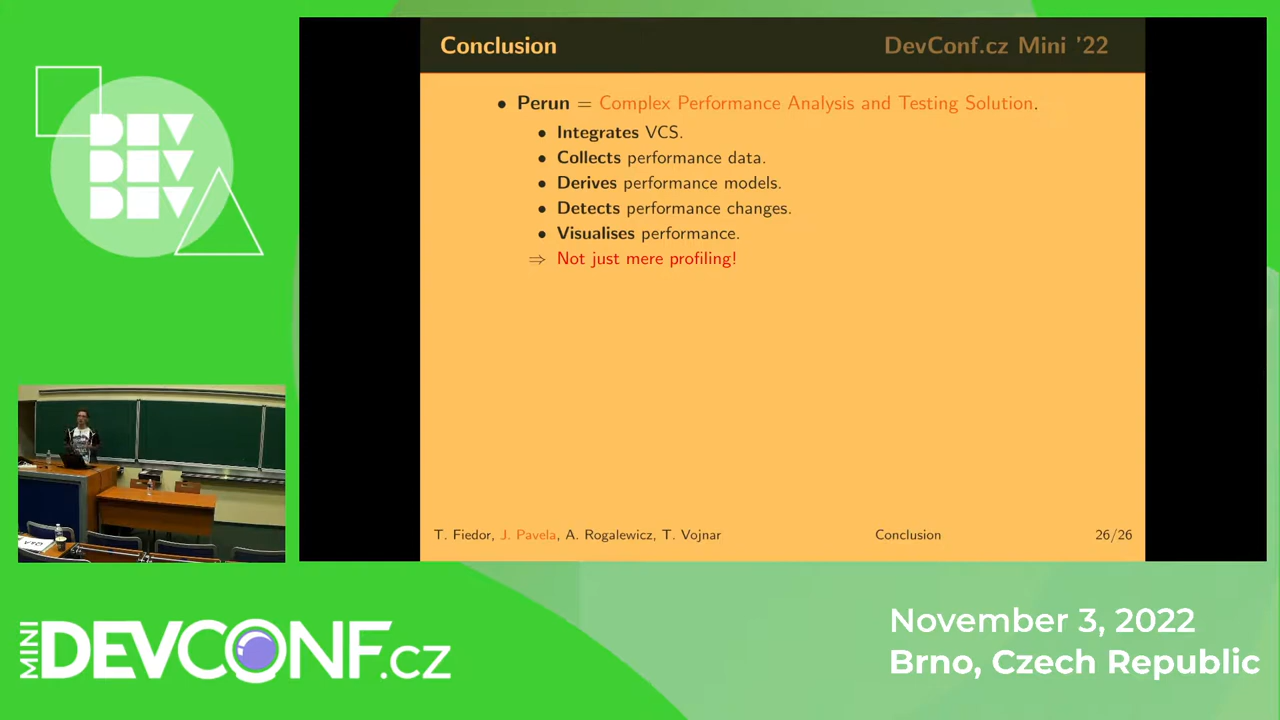 DEV
DEV
DEV
Conclusion
DevConf.cz Mini '22
• Perun = Complex Performance Analysis and Testing Solution.
• Integrates VCS.
• Collects performance data.
• Derives performance models.
• Detects performance changes.
• Visualises performance.
⇒ Not just mere profiling!
T. Fiedor, J. Pavela, A. Rogalewicz, T. Vojnar
Conclusion
26/26
Q&A
MINI
DEVCONF.cz
November 3, 2022
Brno, Czech Republic